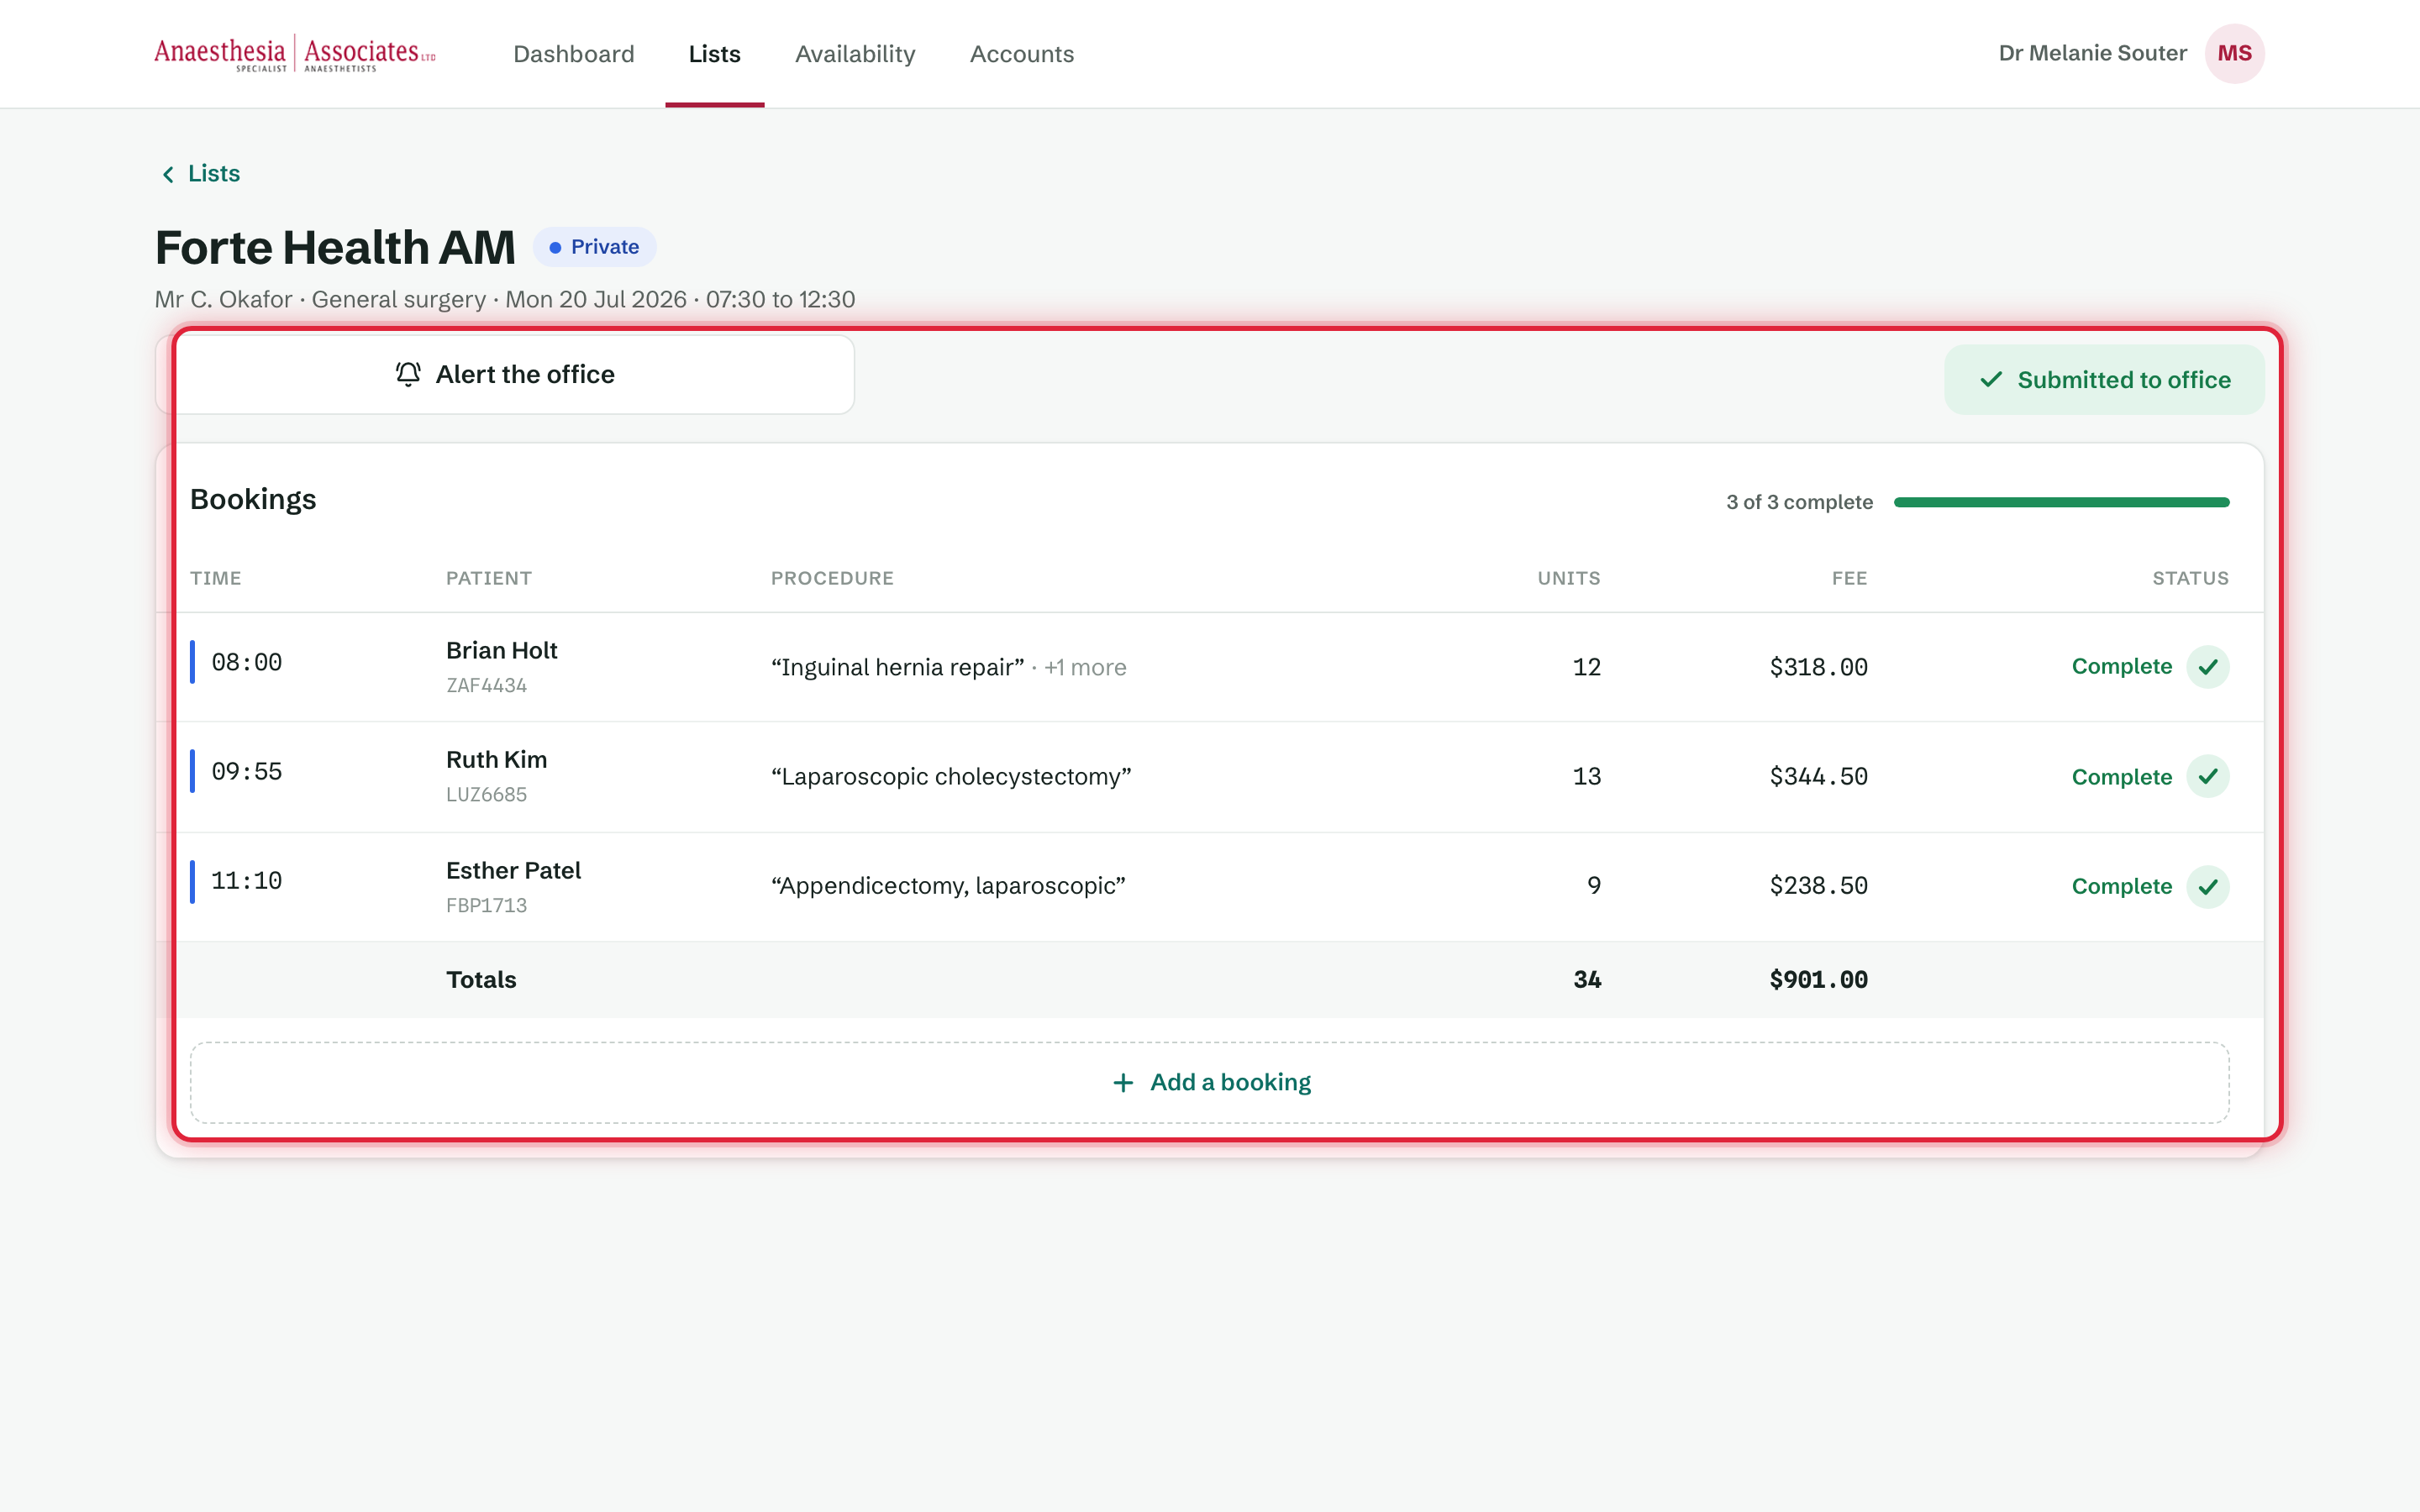 Anaesthesia | Associates LTD
SPECIALIST ANAESTHETISTS
Dashboard
Lists
Availability
Accounts
Dr Melanie Souter
MS
Lists
Forte Health AM
Private
Mr C. Okafor · General surgery · Mon 20 Jul 2026 · 07:30 to 12:30
Alert the office
Submitted to office
Bookings
3 of 3 complete
TIME PATIENT PROCEDURE UNITS FEE STATUS
08:00 Brian Holt “Inguinal hernia repair” · +1 more 12 $318.00 Complete
ZAF4434
09:55 Ruth Kim “Laparoscopic cholecystectomy” 13 $344.50 Complete
LUZ6685
11:10 Esther Patel “Appendicectomy, laparoscopic” 9 $238.50 Complete
FBP1713
Totals 34 $901.00
+ Add a booking